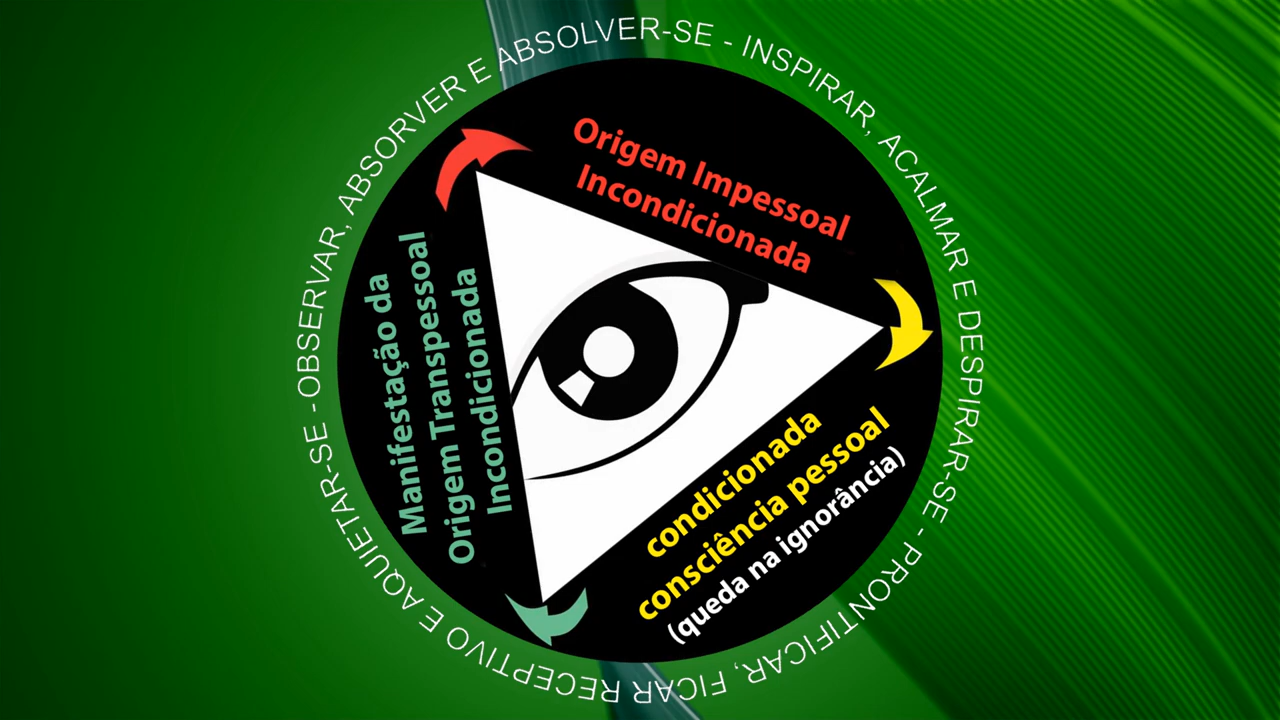 OBSERVAR, ABSORVER E ABSOLVER-SE - INSPIRAR, ACALMAR E DESPIRAR-SE - PRONTIFICAR, FICAR RECEPTIVO E AQUIETAR-SE -
Origem Impessoal
Incondicionada
condicionada
consciência pessoal
(queda na ignorância)
Manifestação da
Origem Transpessoal
Incondicionada